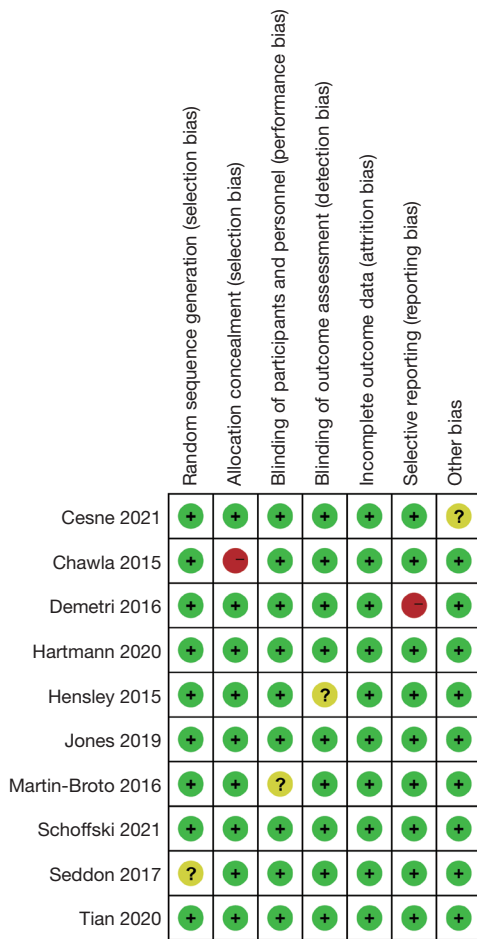 Random sequence generation (selection bias)
Allocation concealment (selection bias)
Blinding of participants and personnel (performance bias)
Blinding of outcome assessment (detection bias)
Incomplete outcome data (attrition bias)
Selective reporting (reporting bias)
Other bias
Cesne 2021 + + + + + + ?
Chawla 2015 + – + + + + +
Demetri 2016 + + + + + – +
Hartmann 2020 + + + + + + +
Hensley 2015 + + + ? + + +
Jones 2019 + + + + + + +
Martin-Broto 2016 + + ? + + + +
Schoffski 2021 + + + + + + +
Seddon 2017 ? + + + + + +
Tian 2020 + + + + + + +